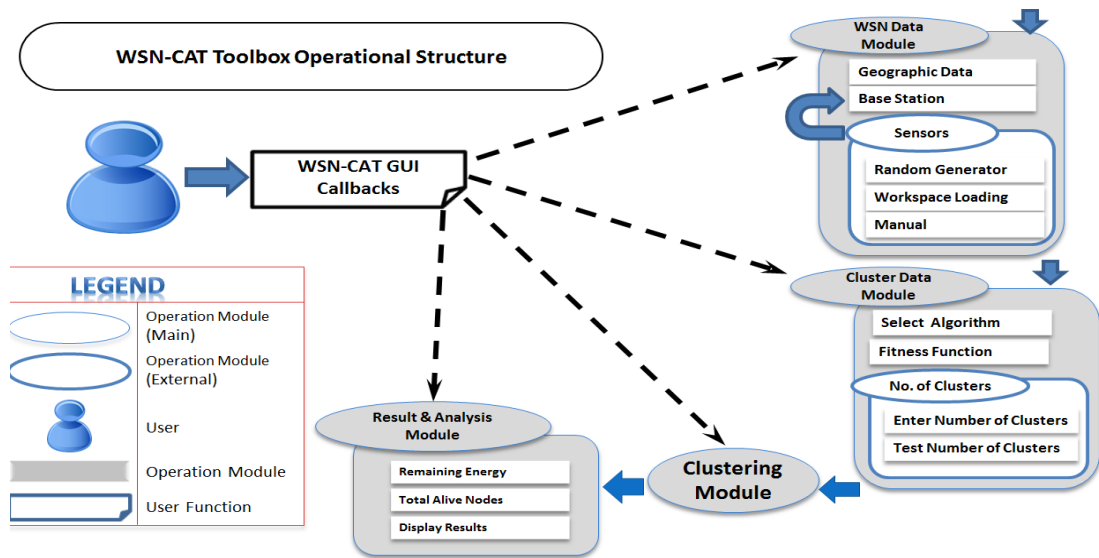 WSN-CAT Toolbox Operational Structure
WSN-CAT GUI
Callbacks
WSN Data
Module
Geographic Data
Base Station
Sensors
Random Generator
Workspace Loading
Manual
Cluster Data
Module
Select Algorithm
Fitness Function
No. of Clusters
Enter Number of Clusters
Test Number of Clusters
Clustering
Module
Result & Analysis
Module
Remaining Energy
Total Alive Nodes
Display Results
LEGEND
Operation Module
(Main)
Operation Module
(External)
User
Operation Module
User Function